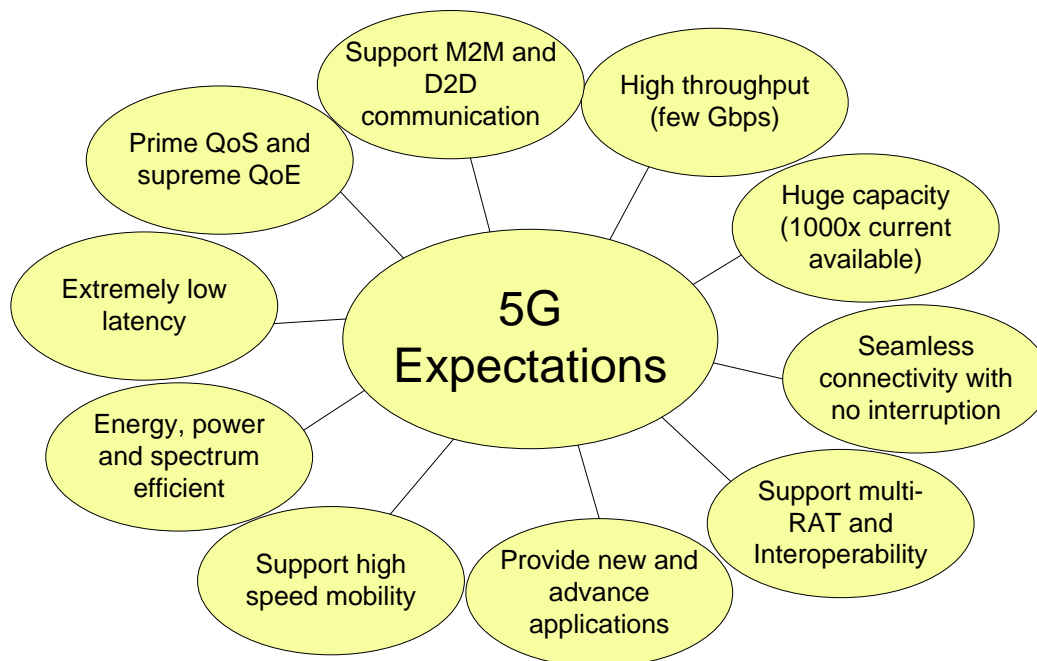 Support M2M and
D2D
communication
High throughput
(few Gbps)
Prime QoS and
supreme QoE
Huge capacity
(1000x current
available)
Extremely low
latency
5G
Expectations
Seamless
connectivity with
no interruption
Energy, power
and spectrum
efficient
Support multi-
RAT and
Interoperability
Support high
speed mobility
Provide new and
advance
applications